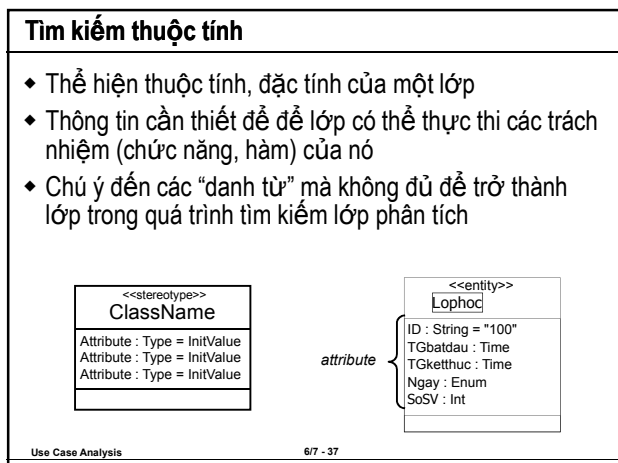 Tìm kiếm thuộc tính
◆ Thể hiện thuộc tính, đặc tính của một lớp
◆ Thông tin cần thiết để để lớp có thể thực thi các trách
nhiệm (chức năng, hàm) của nó
◆ Chú ý đến các “danh từ” mà không đủ để trở thành
lớp trong quá trình tìm kiếm lớp phân tích
<<stereotype>>
ClassName
Attribute : Type = InitValue
Attribute : Type = InitValue
Attribute : Type = InitValue
attribute
<<entity>>
Lophoc
ID : String = "100"
TGbatdau : Time
TGketthuc : Time
Ngay : Enum
SoSV : Int
Use Case Analysis 6/7 - 37